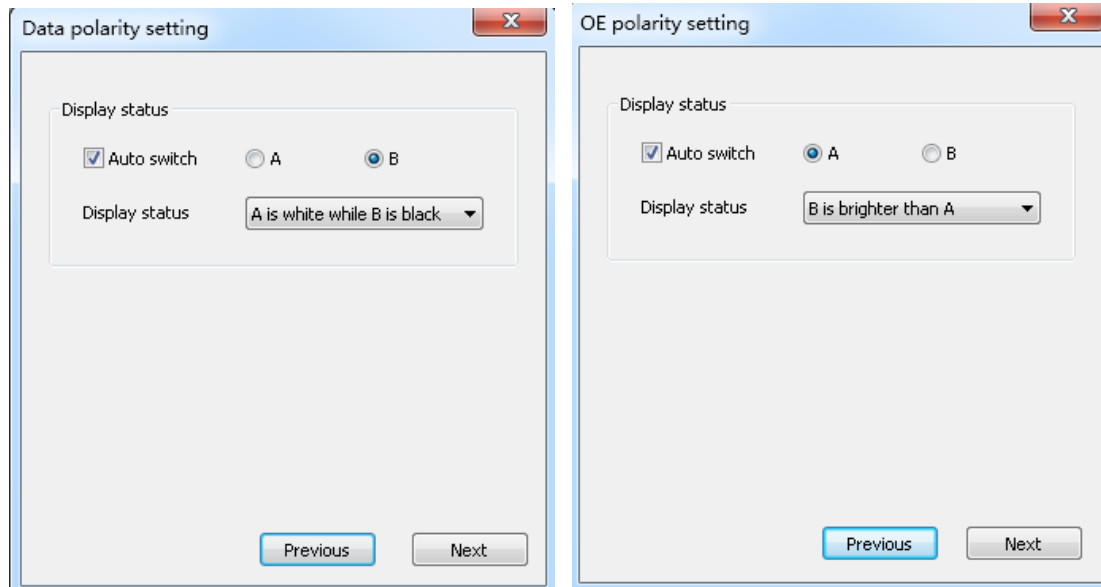 Data polarity setting
Display status
Auto switch A B
Display status A is white while B is black
Previous Next
OE polarity setting
Display status
Auto switch A B
Display status B is brighter than A
Previous Next